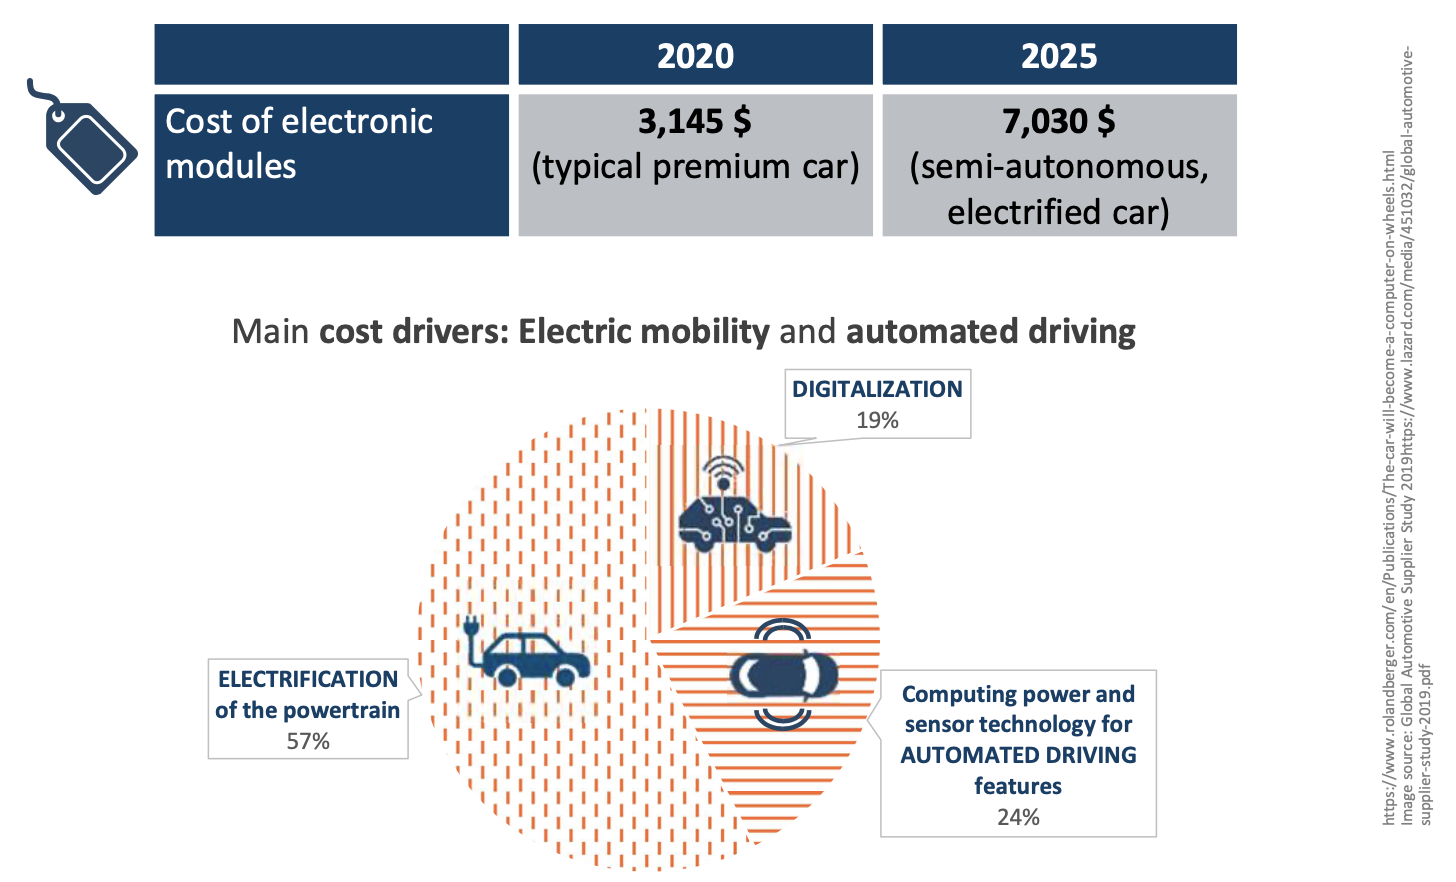 2020
2025
Cost of electronic
modules
3,145 $
(typical premium car)
7,030 $
(semi-autonomous,
electrified car)
Main cost drivers: Electric mobility and automated driving
DIGITALIZATION
19%
ELECTRIFICATION
of the powertrain
57%
Computing power and
sensor technology for
AUTOMATED DRIVING
features
24%
https://www.rolandberger.com/en/Publications/The-car-will-become-a-computer-on-wheels.html
Image source: Global Automotive Supplier Study 2019https://www.lazard.com/media/451032/global-automotive-
supplier-study-2019.pdf